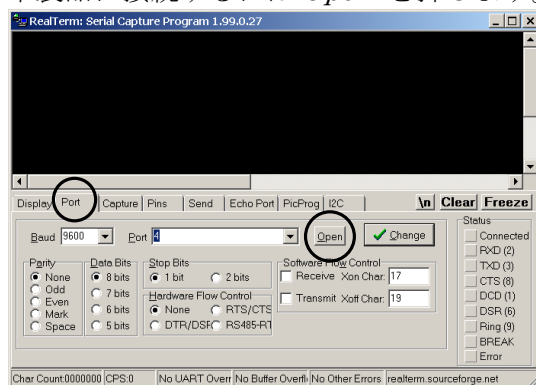 RealTerm: Serial Capture Program 1.99.0.27
Display Port Capture Pins Send Echo Port PicProg I2C \n Clear Freeze
Baud 9600 Port 4 Open Change
Status
Connected
RXD (2)
TXD (3)
CTS (8)
DCD (1)
DSR (6)
Ring (9)
BREAK
Error
Parity
None
Odd
Even
Mark
Space
Data Bits
8 bits
7 bits
6 bits
5 bits
Stop Bits
1 bit 2 bits
Hardware Flow Control
None RTS/CTS
DTR/DSR RS485-RT
Software Flow Control
Receive Xon Char: 17
Transmit Xoff Char: 19
Char Count:0000000 CPS:0 No UART Overr No Buffer Overfl No Other Errors realterm.sourceforge.net